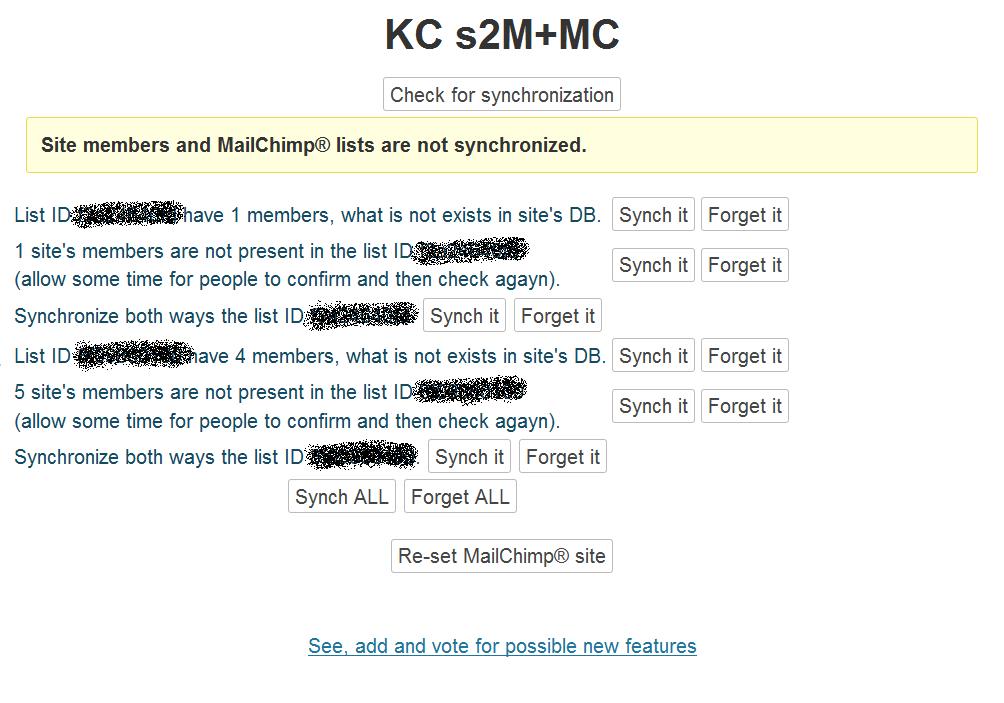 KC s2M+MC
Check for synchronization
Site members and MailChimp® lists are not synchronized.
List ID have 1 members, what is not exists in site's DB. Synch it Forget it
1 site's members are not present in the list ID
(allow some time for people to confirm and then check agayn). Synch it Forget it
Synchronize both ways the list ID Synch it Forget it
List ID have 4 members, what is not exists in site's DB. Synch it Forget it
5 site's members are not present in the list ID
(allow some time for people to confirm and then check agayn). Synch it Forget it
Synchronize both ways the list ID Synch it Forget it
Synch ALL Forget ALL
Re-set MailChimp® site
See, add and vote for possible new features